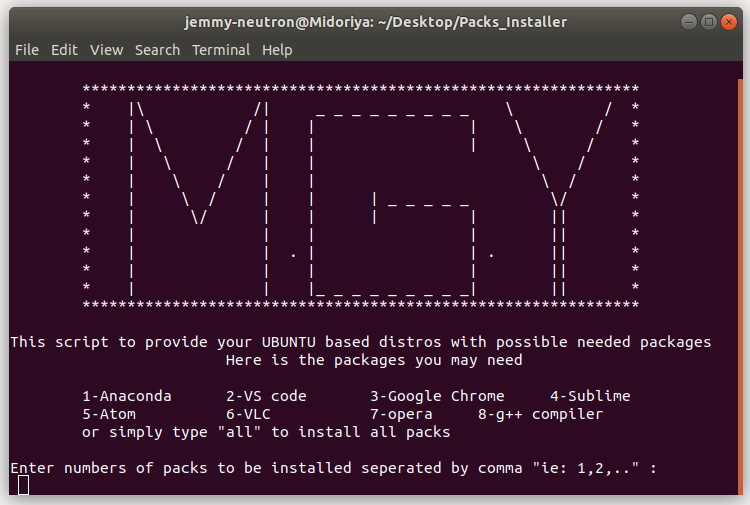 jemmy-neutron@Midoriya: ~/Desktop/Packs_Installer
File Edit View Search Terminal Help
M.G.Y
This script to provide your UBUNTU based distros with possible needed packages
Here is the packages you may need
1-Anaconda 2-VS code 3-Google Chrome 4-Sublime
5-Atom 6-VLC 7-opera 8-g++ compiler
or simply type "all" to install all packs
Enter numbers of packs to be installed seperated by comma "ie: 1,2,.." :